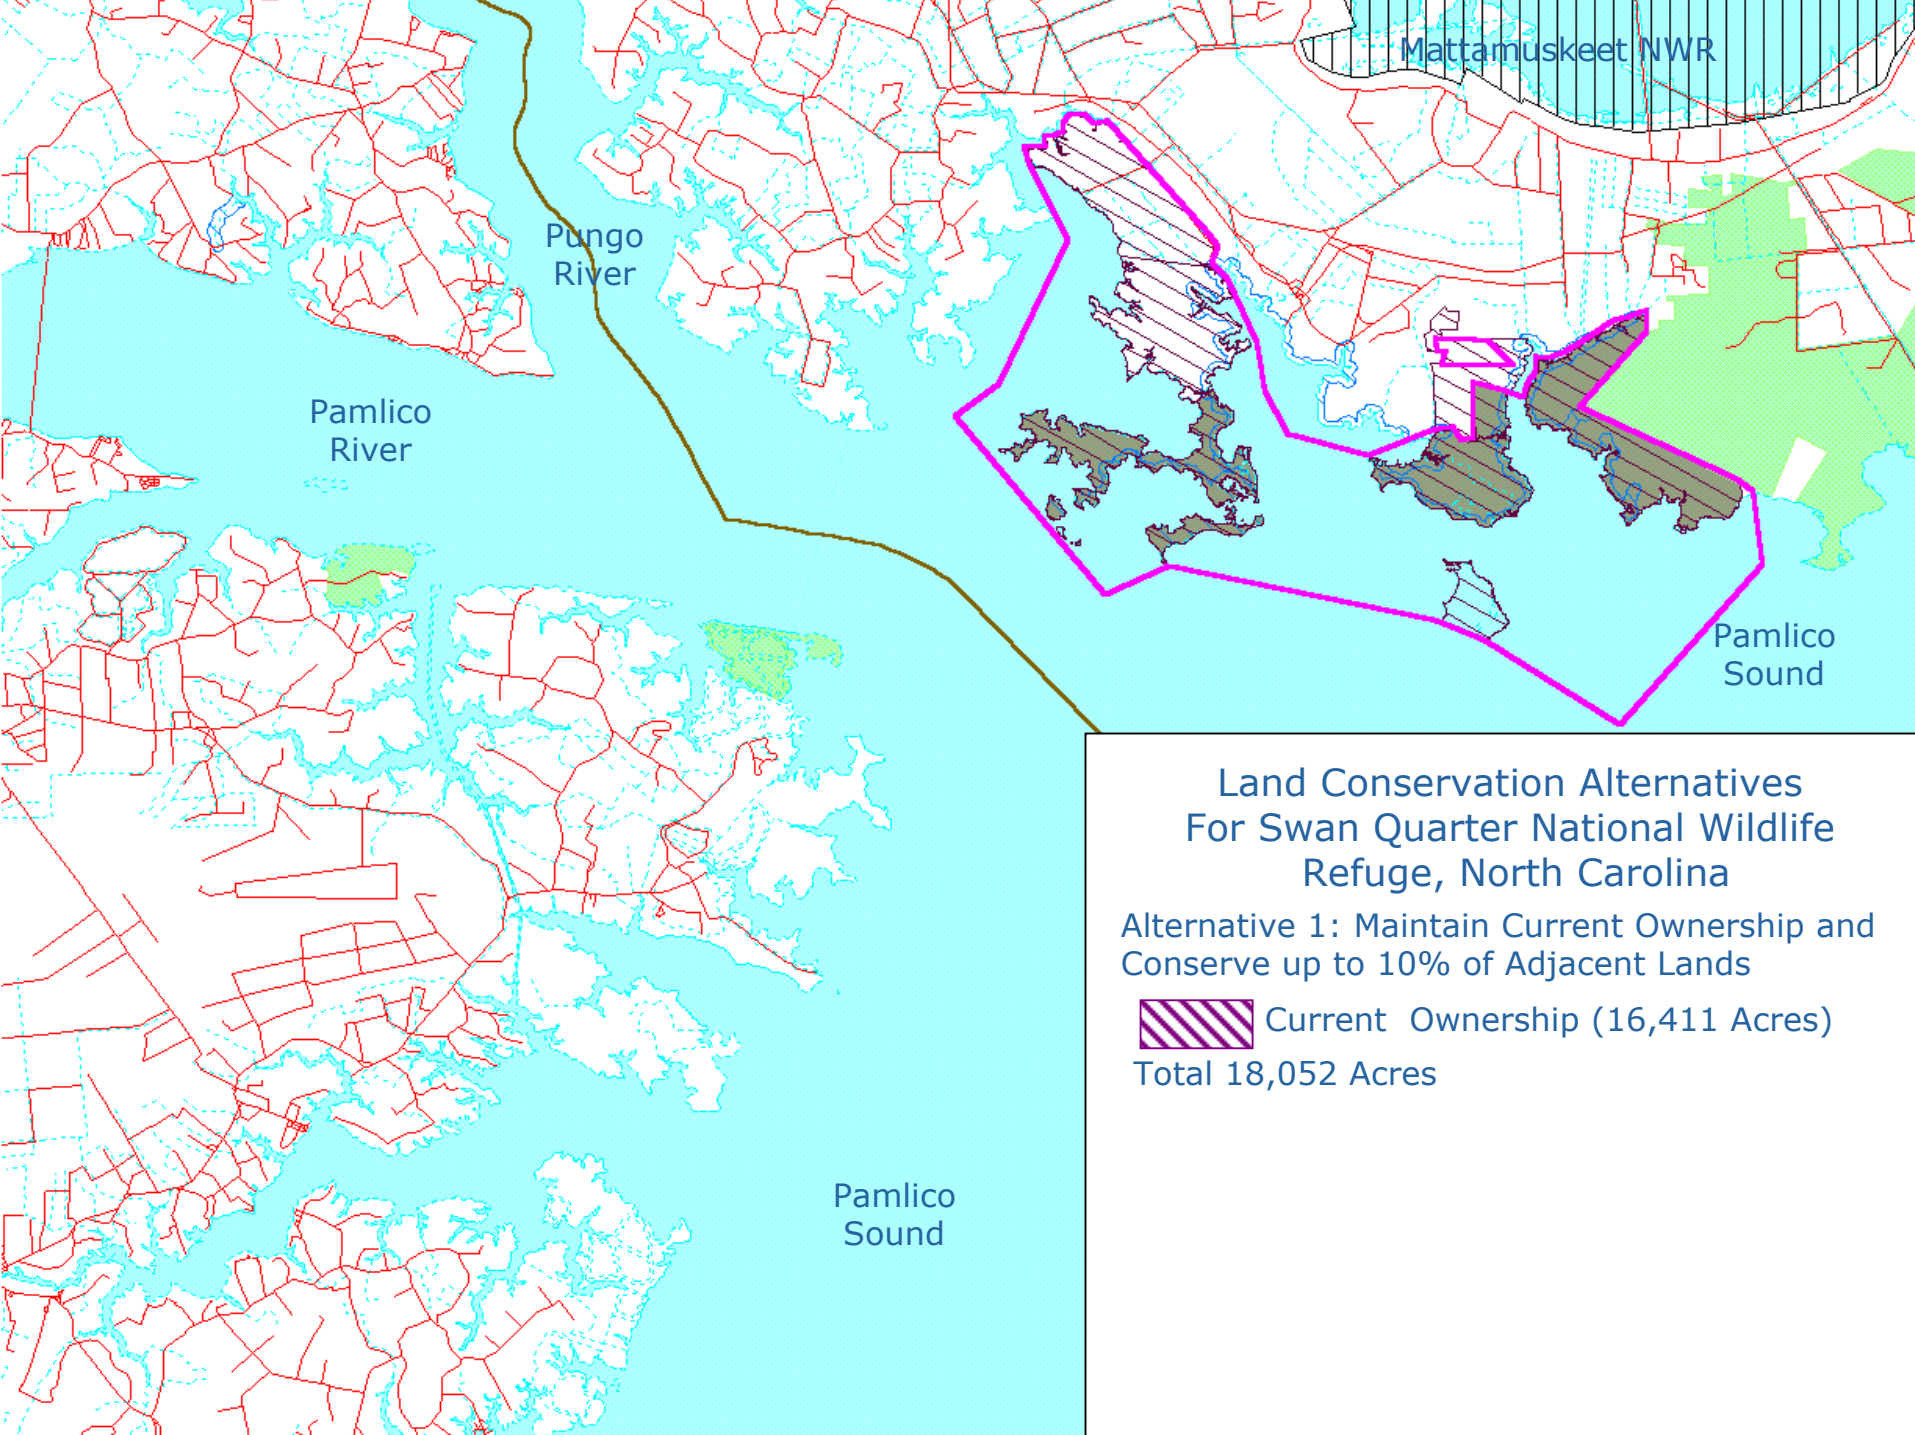 Mattamuskeet NWR
Pungo
River
Pamlico
River
Pamlico
Sound
Land Conservation Alternatives
For Swan Quarter National Wildlife
Refuge, North Carolina
Alternative 1: Maintain Current Ownership and
Conserve up to 10% of Adjacent Lands
Current Ownership (16,411 Acres)
Total 18,052 Acres
Pamlico
Sound